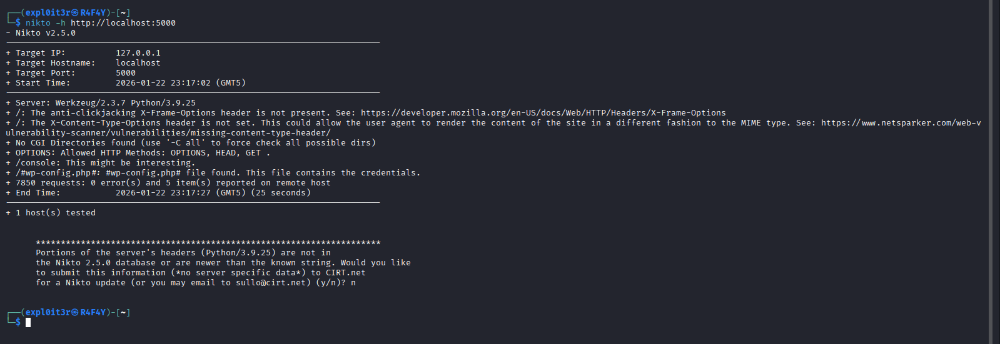 ┌──(expl0it3r㉿R4F4Y)-[~]
└─$ nikto -h http://localhost:5000
- Nikto v2.5.0
---------------------------------------------------------------------------
+ Target IP:          127.0.0.1
+ Target Hostname:    localhost
+ Target Port:        5000
+ Start Time:         2026-01-22 23:17:02 (GMT5)
---------------------------------------------------------------------------
+ Server: Werkzeug/2.3.7 Python/3.9.25
+ /: The anti-clickjacking X-Frame-Options header is not present. See: https://developer.mozilla.org/en-US/docs/Web/HTTP/Headers/X-Frame-Options
+ /: The X-Content-Type-Options header is not set. This could allow the user agent to render the content of the site in a different fashion to the MIME type. See: https://www.netsparker.com/web-v
ulnerability-scanner/vulnerabilities/missing-content-type-header/
+ No CGI Directories found (use '-C all' to force check all possible dirs)
+ OPTIONS: Allowed HTTP Methods: OPTIONS, HEAD, GET .
+ /console: This might be interesting.
+ /#wp-config.php#: #wp-config.php# file found. This file contains the credentials.
+ 7850 requests: 0 error(s) and 5 item(s) reported on remote host
+ End Time:           2026-01-22 23:17:27 (GMT5) (25 seconds)
---------------------------------------------------------------------------
+ 1 host(s) tested
*********************************************************************
Portions of the server's headers (Python/3.9.25) are not in
the Nikto 2.5.0 database or are newer than the known string. Would you like
to submit this information (*no server specific data*) to CIRT.net
for a Nikto update (or you may email to sullo@cirt.net) (y/n)? n
┌──(expl0it3r㉿R4F4Y)-[~]
└─$